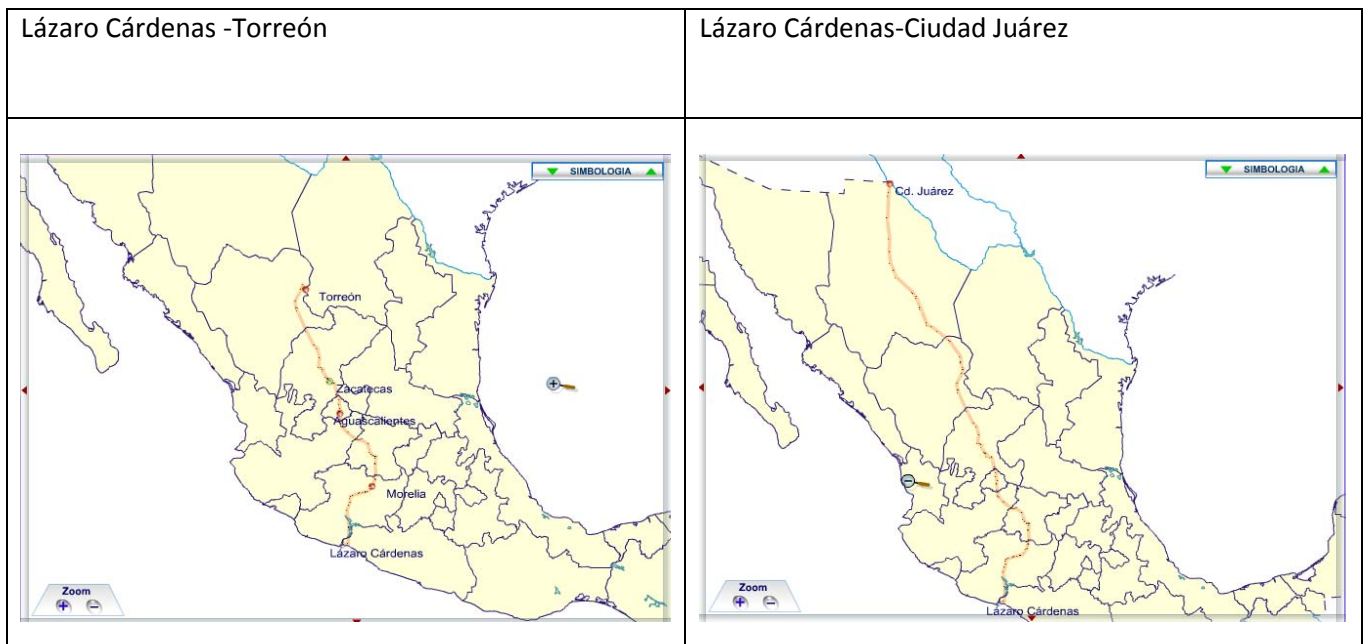 Lázaro Cárdenas -Torreón
Lázaro Cárdenas-Ciudad Juárez
SIMBOLOGIA
Torreón
Zacatecas
Aguascalientes
Morelia
Lázaro Cárdenas
Zoom
SIMBOLOGIA
Cd. Juárez
Lázaro Cárdenas
Zoom